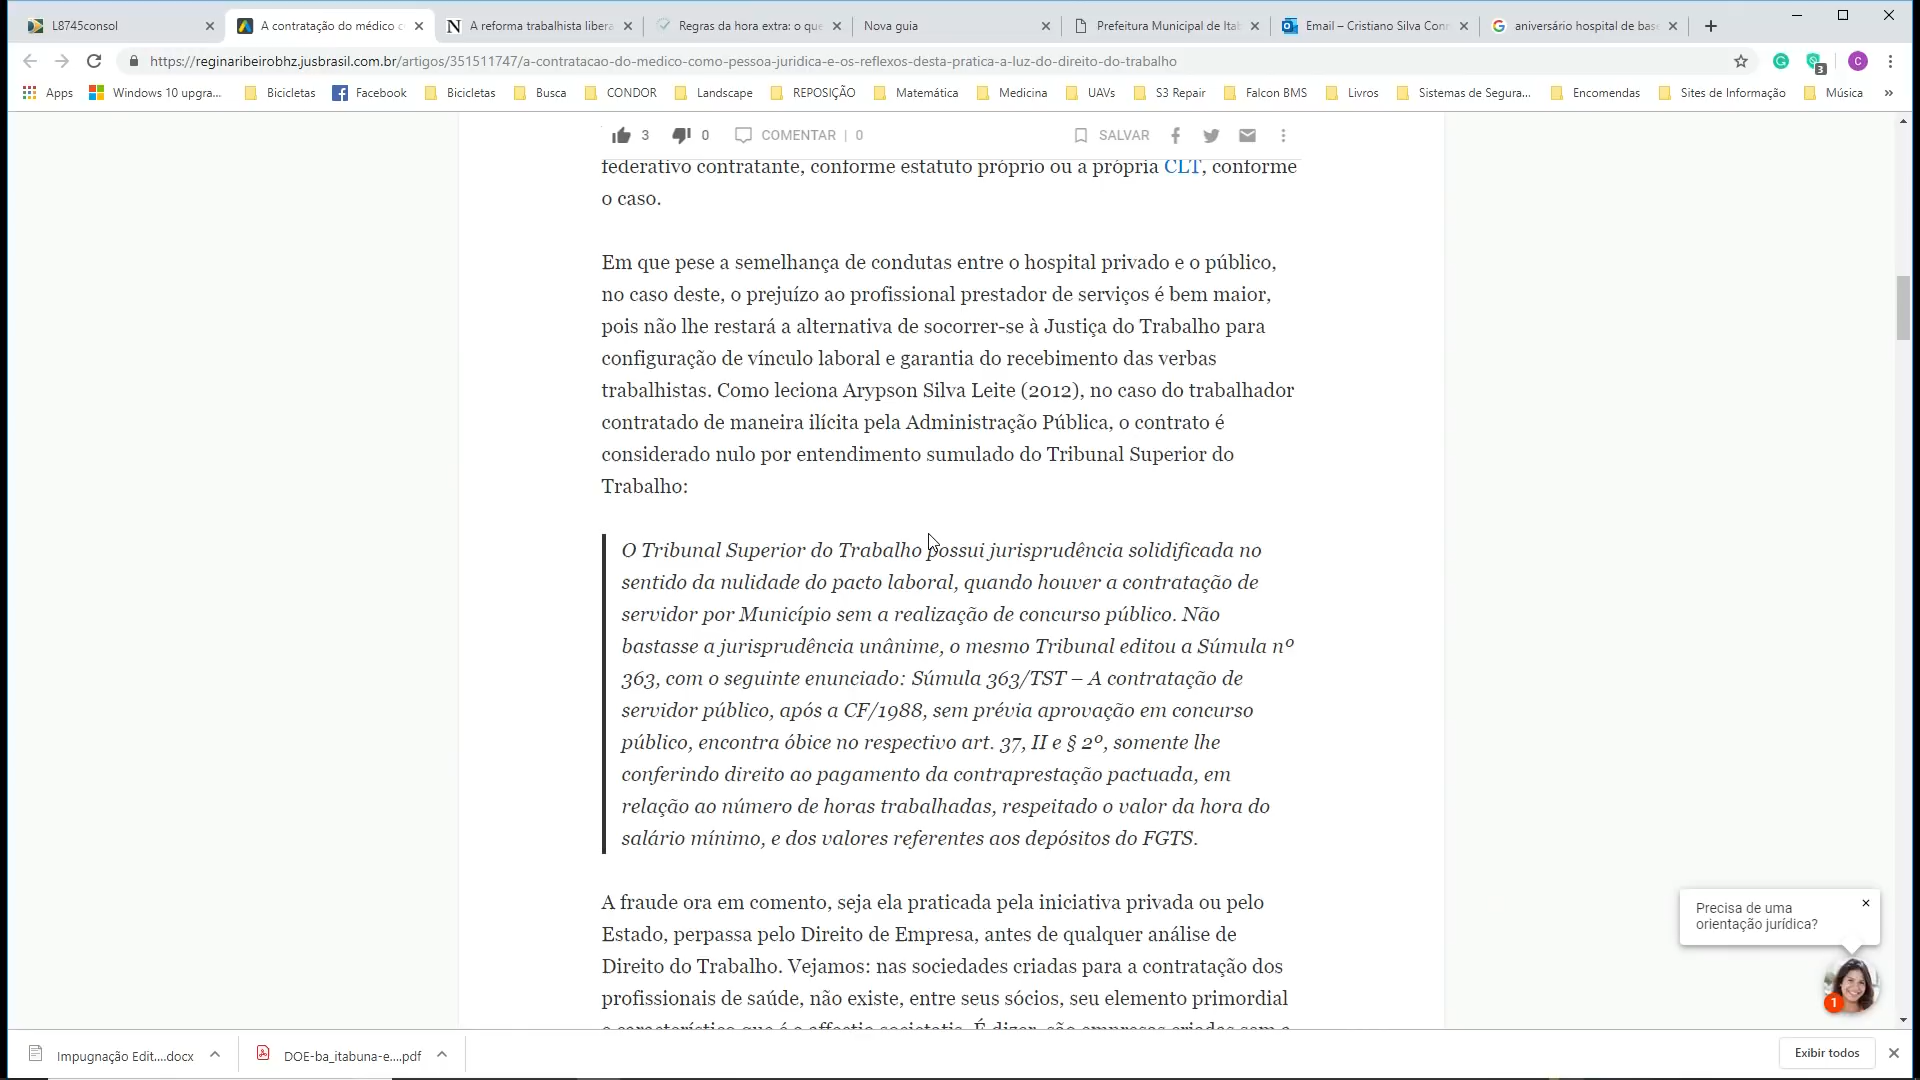 L8745consol
A contratação do médico c
A reforma trabalhista libera
Regras da hora extra: o que
Nova guia
Prefeitura Municipal de Itab
Email – Cristiano Silva Conr
aniversário hospital de base
https://reginaribeirobhz.jusbrasil.com.br/artigos/351511747/a-contratacao-do-medico-como-pessoa-juridica-e-os-reflexos-desta-pratica-a-luz-do-direito-do-trabalho
3
C
Apps
Windows 10 upgra...
Bicicletas
Facebook
Bicicletas
Busca
CONDOR
Landscape
REPOSIÇÃO
Matemática
Medicina
UAVs
S3 Repair
Falcon BMS
Livros
Sistemas de Segura...
Encomendas
Sites de Informação
Música
»
3
0
COMENTAR | 0
SALVAR
federativo contratante, conforme estatuto próprio ou a própria CLT, conforme
o caso.
Em que pese a semelhança de condutas entre o hospital privado e o público,
no caso deste, o prejuízo ao profissional prestador de serviços é bem maior,
pois não lhe restará a alternativa de socorrer-se à Justiça do Trabalho para
configuração de vínculo laboral e garantia do recebimento das verbas
trabalhistas. Como leciona Arypson Silva Leite (2012), no caso do trabalhador
contratado de maneira ilícita pela Administração Pública, o contrato é
considerado nulo por entendimento sumulado do Tribunal Superior do
Trabalho:
O Tribunal Superior do Trabalho possui jurisprudência solidificada no
sentido da nulidade do pacto laboral, quando houver a contratação de
servidor por Município sem a realização de concurso público. Não
bastasse a jurisprudência unânime, o mesmo Tribunal editou a Súmula nº
363, com o seguinte enunciado: Súmula 363/TST – A contratação de
servidor público, após a CF/1988, sem prévia aprovação em concurso
público, encontra óbice no respectivo art. 37, II e § 2º, somente lhe
conferindo direito ao pagamento da contraprestação pactuada, em
relação ao número de horas trabalhadas, respeitado o valor da hora do
salário mínimo, e dos valores referentes aos depósitos do FGTS.
A fraude ora em comento, seja ela praticada pela iniciativa privada ou pelo
Estado, perpassa pelo Direito de Empresa, antes de qualquer análise de
Direito do Trabalho. Vejamos: nas sociedades criadas para a contratação dos
profissionais de saúde, não existe, entre seus sócios, seu elemento primordial
e característico que é a affectio societatis. É dizer, são empresas criadas sem a
Precisa de uma
orientação jurídica?
1
Impugnação Edit....docx
DOE-ba_itabuna-e....pdf
Exibir todos